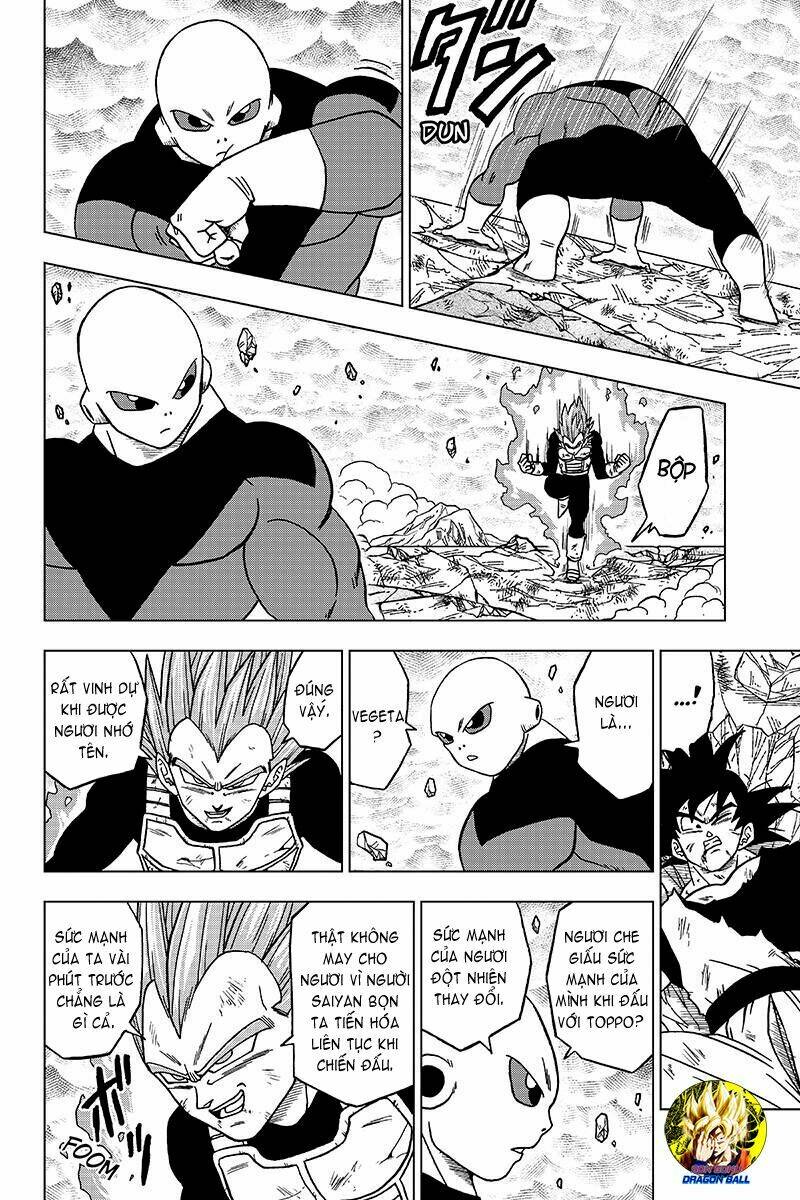 ダン
DUN
BỘP
...!
NGƯƠI
LÀ...
VEGETA
?
ĐÚNG
VẬY,
RẤT VINH DỰ
KHI ĐƯỢC
NGƯƠI NHỚ
TÊN.
NGƯƠI CHE
GIẤU SỨC
MẠNH CỦA
MÌNH KHI ĐẤU
VỚI TOPPO?
SỨC MẠNH
CỦA NGƯƠI
ĐỘT NHIÊN
THAY ĐỔI.
THẬT KHÔNG
MAY CHO
NGƯƠI VÌ NGƯỜI
SAIYAN BỌN
TA TIẾN HÓA
LIÊN TỤC KHI
CHIẾN ĐẤU.
SỨC MẠNH
CỦA TA VÀI
PHÚT TRƯỚC
CHẲNG LÀ
GÌ CẢ.
FOOM
DRAGON BALL